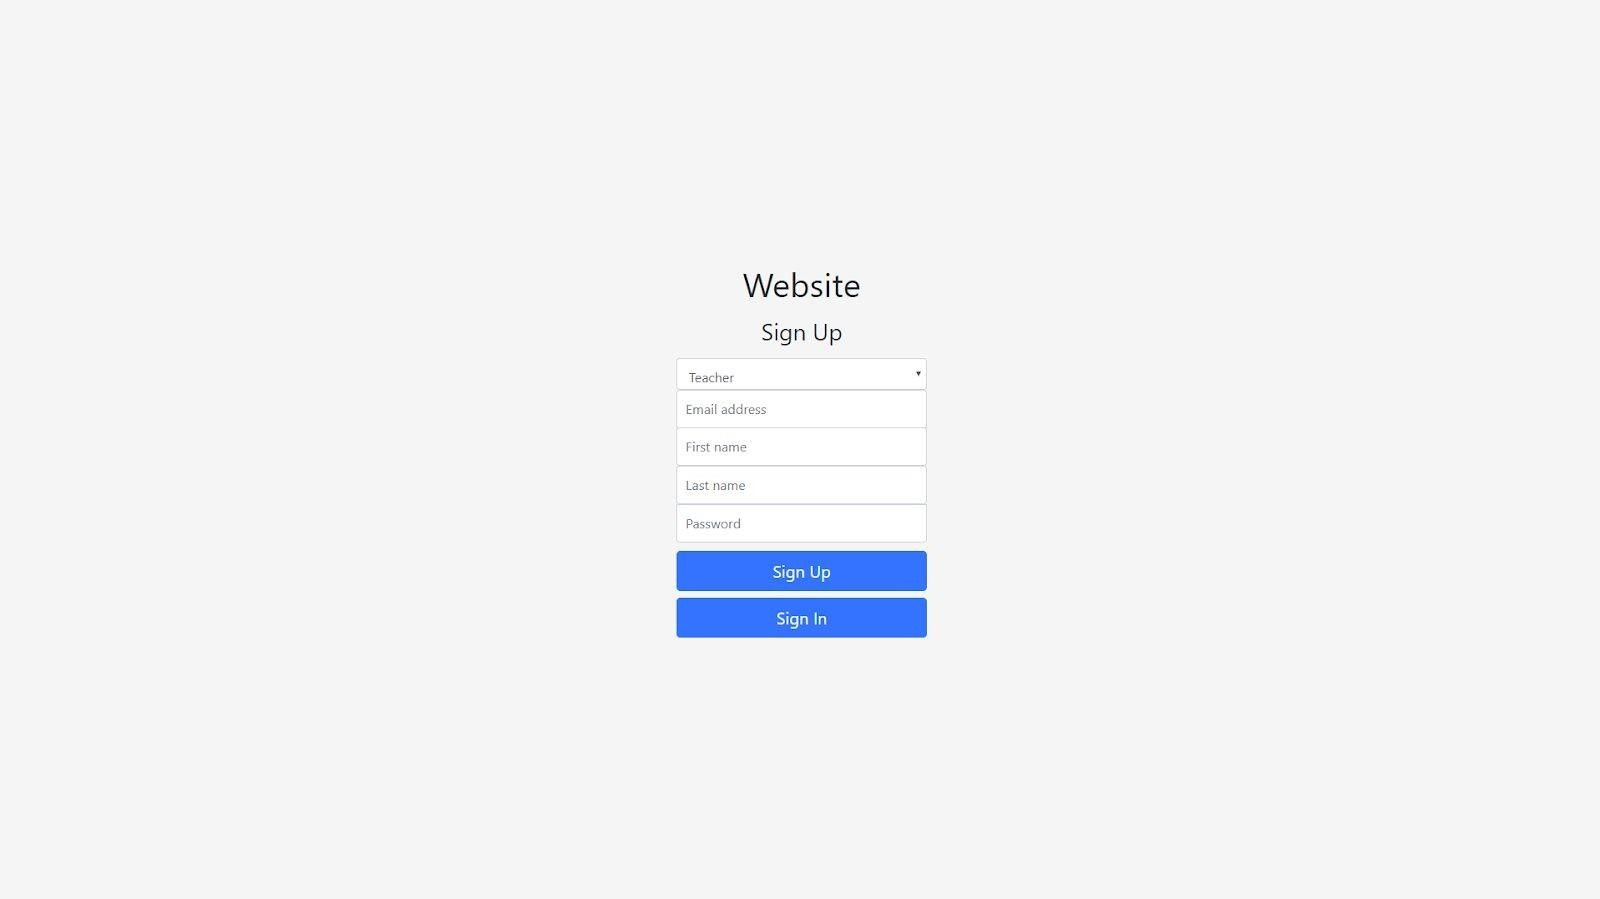 Website
Sign Up
Teacher
Email address
First name
Last name
Password
Sign Up
Sign In